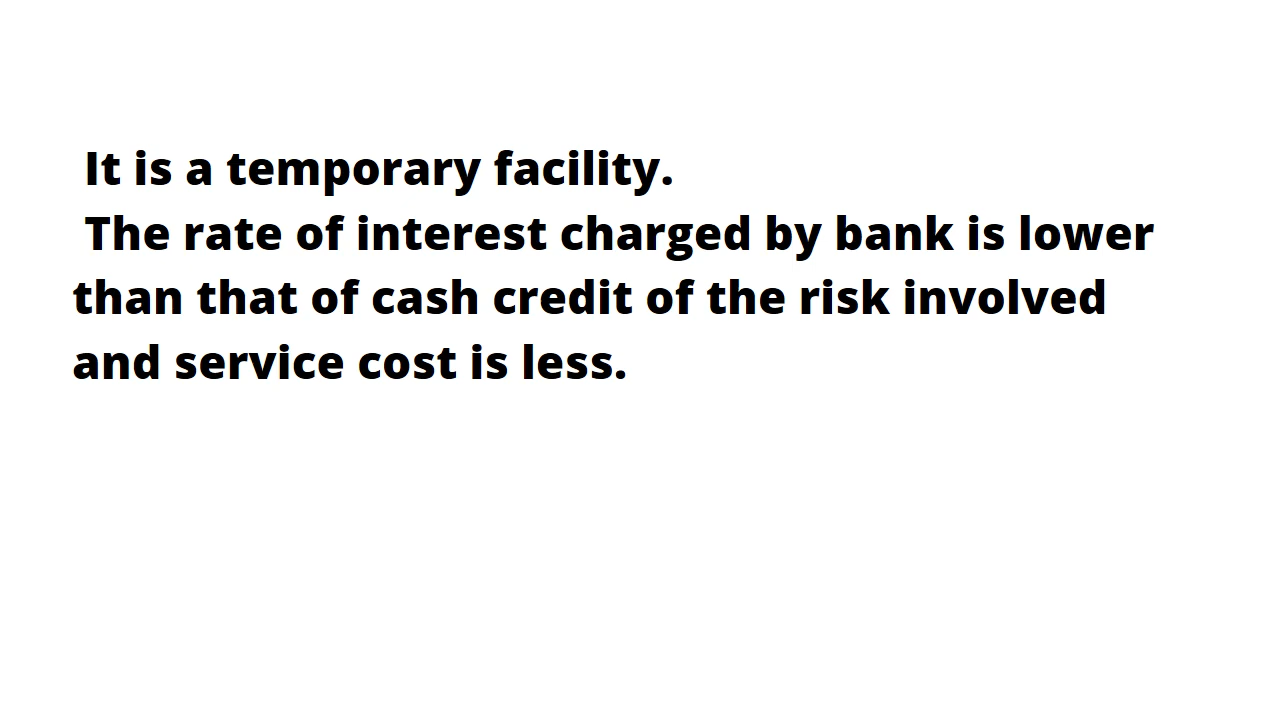 It is a temporary facility.
The rate of interest charged by bank is lower
than that of cash credit of the risk involved
and service cost is less.